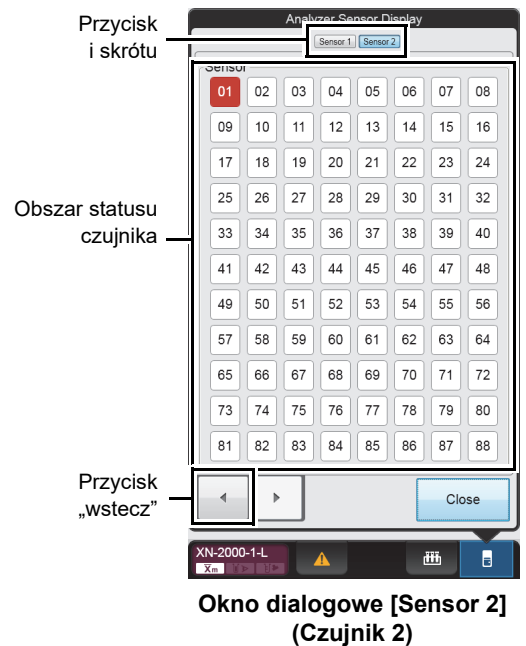 Przycisk
i skrótu
Analyzer Sensor Display
Sensor 1 Sensor 2
Sensor
01 02 03 04 05 06 07 08
09 10 11 12 13 14 15 16
17 18 19 20 21 22 23 24
25 26 27 28 29 30 31 32
Obszar statusu
czujnika
33 34 35 36 37 38 39 40
41 42 43 44 45 46 47 48
49 50 51 52 53 54 55 56
57 58 59 60 61 62 63 64
65 66 67 68 69 70 71 72
73 74 75 76 77 78 79 80
81 82 83 84 85 86 87 88
Przycisk
„wstecz”
Close
XN-2000-1-L
Xm
Okno dialogowe [Sensor 2]
(Czujnik 2)